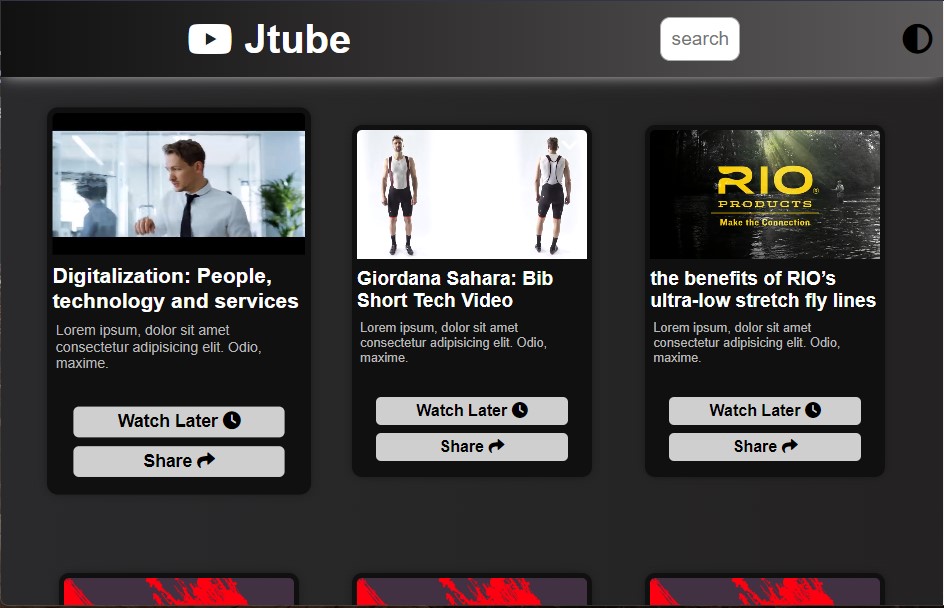 Jtube
search
Digitalization: People,
technology and services
Lorem ipsum, dolor sit amet
consectetur adipisicing elit. Odio,
maxime.
Watch Later
Share
Giordana Sahara: Bib
Short Tech Video
Lorem ipsum, dolor sit amet
consectetur adipisicing elit. Odio,
maxime.
Watch Later
Share
RIO®
PRODUCTS
Make the Connection
the benefits of RIO’s
ultra-low stretch fly lines
Lorem ipsum, dolor sit amet
consectetur adipisicing elit. Odio,
maxime.
Watch Later
Share